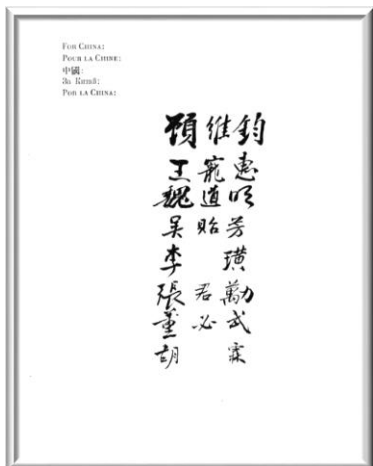 FOR CHINA:
POUR LA CHINE:
中國:
За Китай:
POR LA CHINA:
顧維鈞
王寵惠
魏道明
吳貽芳
李璜
張君勱
董必武
胡霖